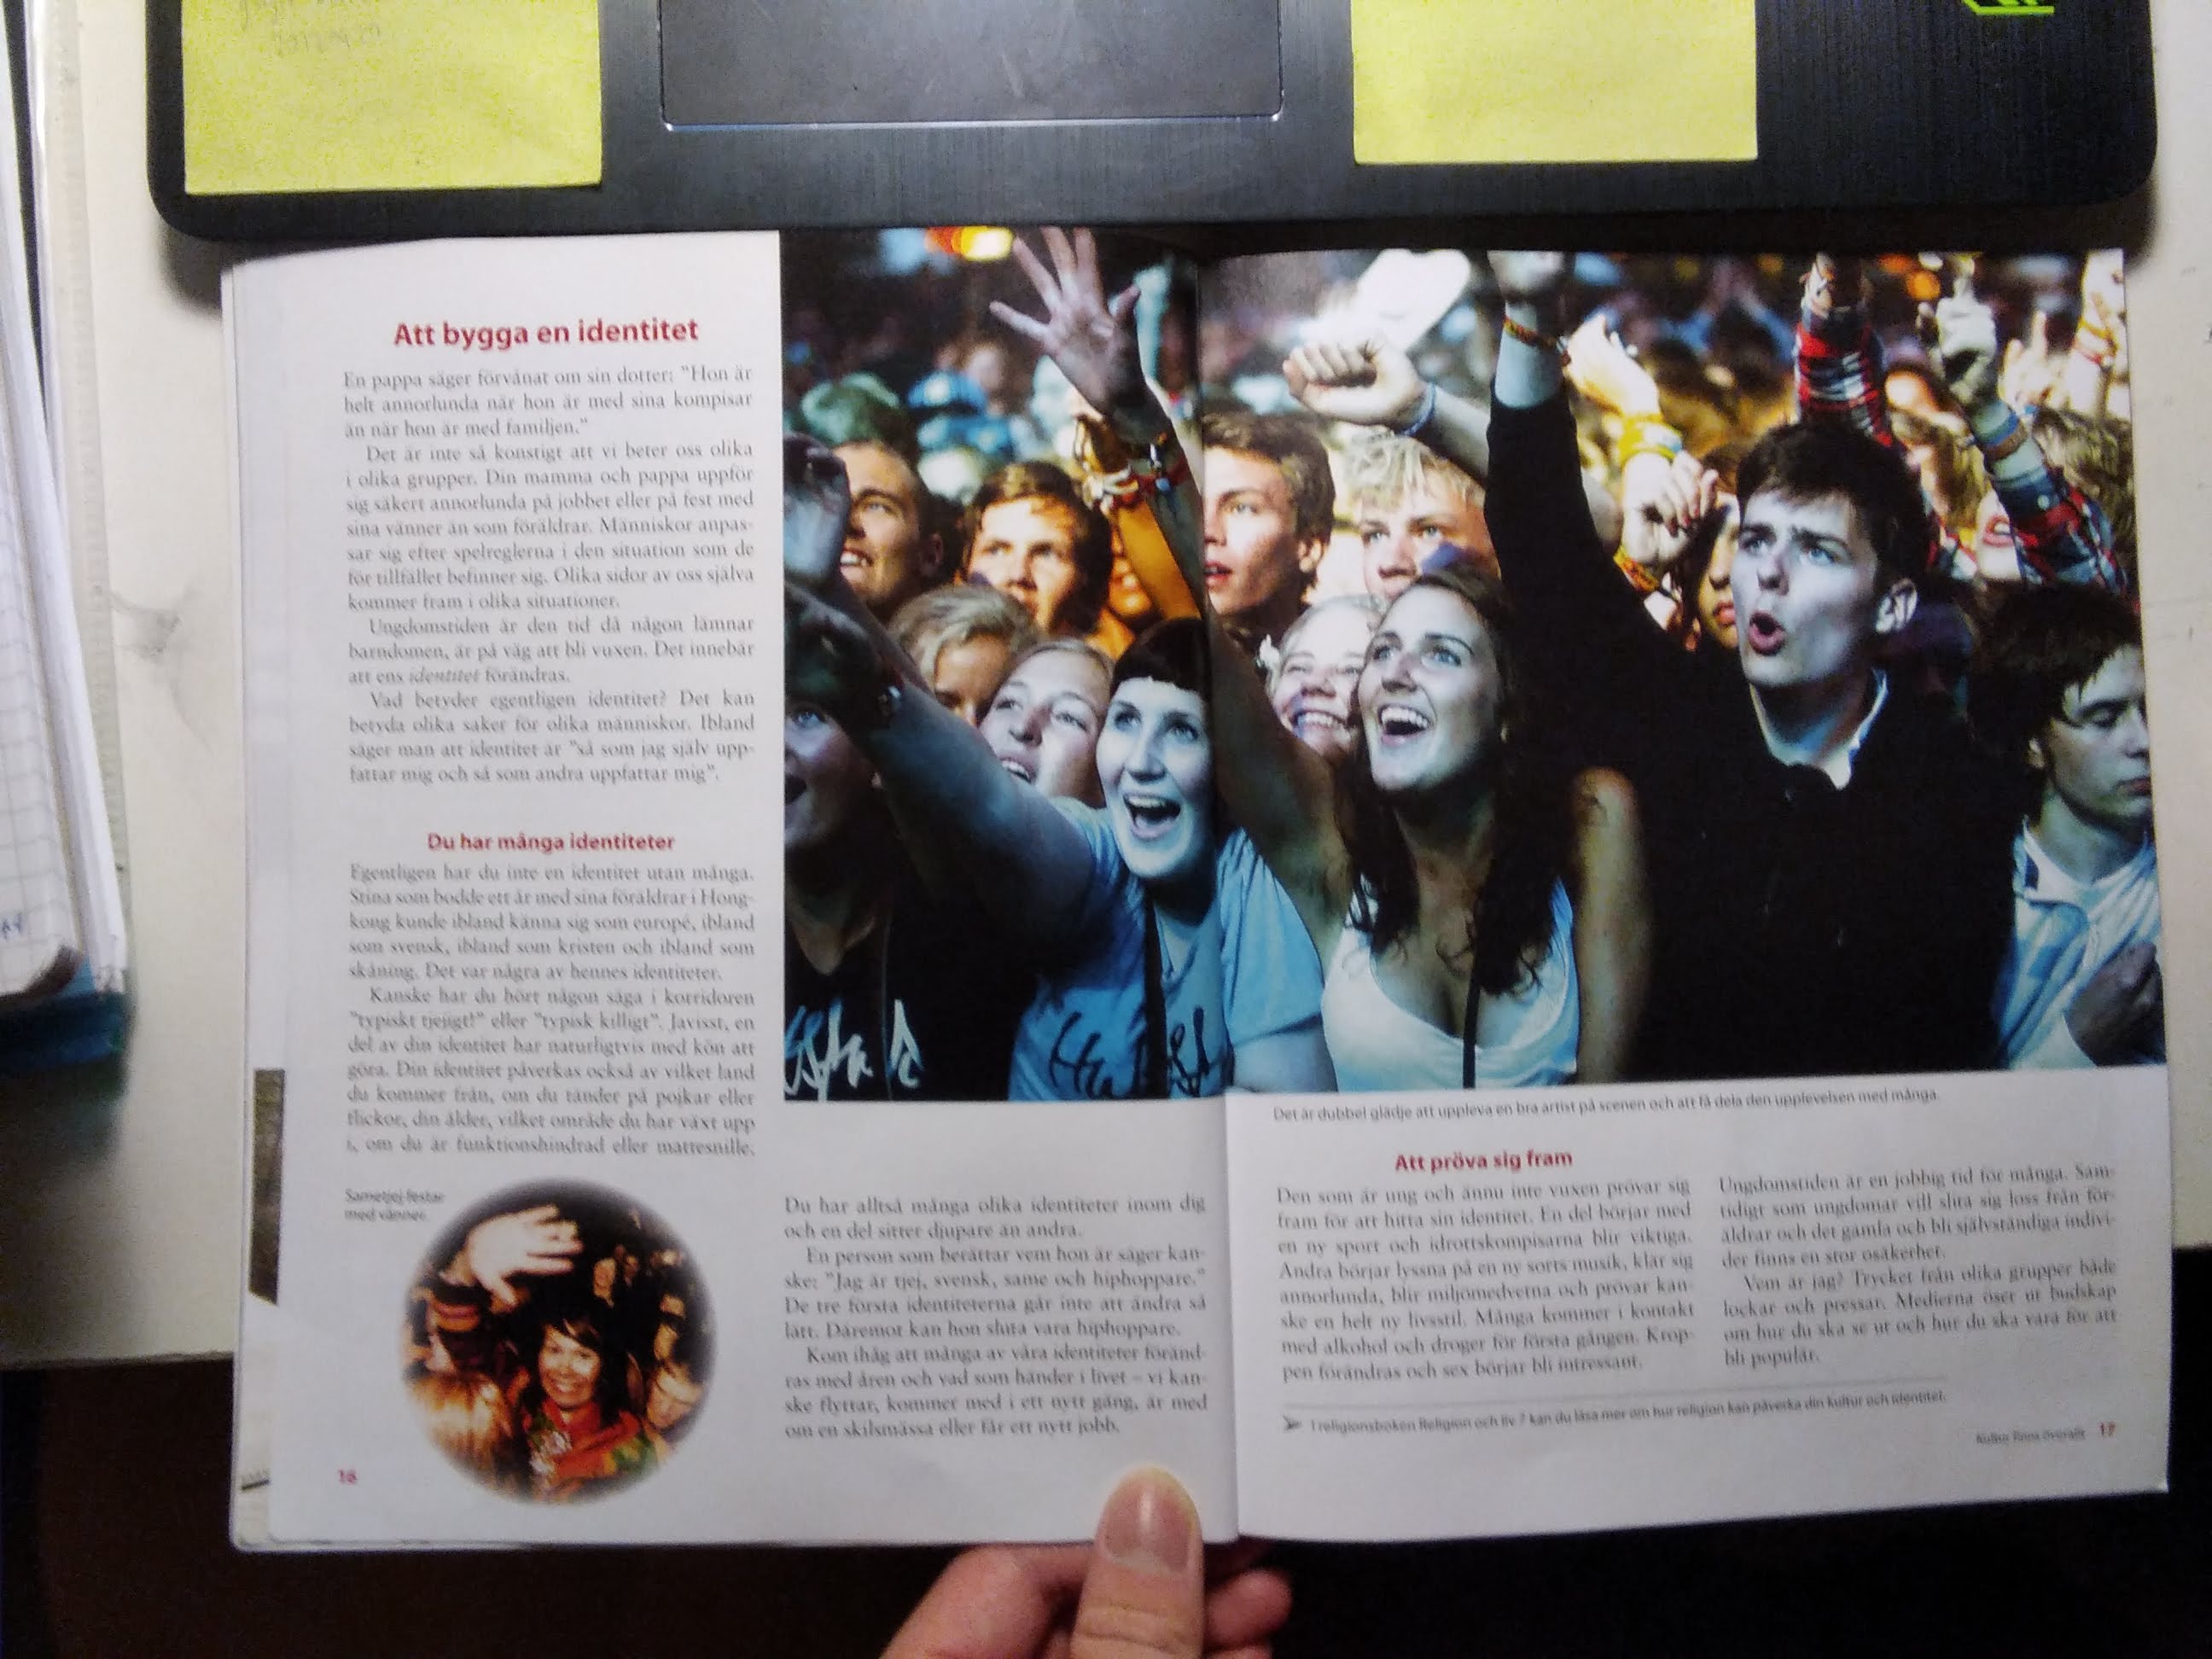 Att bygga en identitet
En pappa säger förvånat om sin dotter: "Hon är
helt annorlunda när hon är med sina kompisar
än när hon är med familjen."
Det är inte så konstigt att vi beter oss olika
i olika grupper. Din mamma och pappa uppför
sig säkert annorlunda på jobbet eller på fest med
sina vänner än som föräldrar. Människor anpas-
sar sig efter spelreglerna i den situation som de
för tillfället befinner sig. Olika sidor av oss själva
kommer fram i olika situationer.
Ungdomstiden är den tid då någon lämnar
barndomen, är på väg att bli vuxen. Det innebär
att ens identitet förändras.
Vad betyder egentligen identitet? Det kan
betyda olika saker för olika människor. Ibland
säger man att identitet är "så som jag själv upp-
fattar mig och så som andra uppfattar mig".
Du har många identiteter
Egentligen har du inte en identitet utan många.
Stina som bodde ett år med sina föräldrar i Hong-
kong kunde ibland känna sig som europé, ibland
som svensk, ibland som kristen och ibland som
skåning. Det var några av hennes identiteter.
Kanske har du hört någon säga i korridoren
"typiskt tjejigt!" eller "typisk killigt". Javisst, en
del av din identitet har naturligtvis med kön att
göra. Din identitet påverkas också av vilket land
du kommer från, om du tänder på pojkar eller
flickor, din ålder, vilket område du har växt upp
i, om du är funktionshindrad eller mattesnille.
Sametjej festar
med vänner.
16
Du har alltså många olika identiteter inom dig
och en del sitter djupare än andra.
En person som berättar vem hon är säger kan-
ske: "Jag är tjej, svensk, same och hiphoppare."
De tre första identiteterna går inte att ändra så
lätt. Däremot kan hon sluta vara hiphoppare.
Kom ihåg att många av våra identiteter föränd-
ras med åren och vad som händer i livet – vi kan-
ske flyttar, kommer med i ett nytt gäng, är med
om en skilsmässa eller får ett nytt jobb.
Det är dubbel glädje att uppleva en bra artist på scenen och att få dela den upplevelsen med många.
Att pröva sig fram
Den som är ung och ännu inte vuxen prövar sig
fram för att hitta sin identitet. En del börjar med
en ny sport och idrottskompisarna blir viktiga.
Andra börjar lyssna på en ny sorts musik, klär sig
annorlunda, blir miljömedvetna och prövar kan-
ske en helt ny livsstil. Många kommer i kontakt
med alkohol och droger för första gången. Krop-
pen förändras och sex börjar bli intressant.
Ungdomstiden är en jobbig tid för många. Sam-
tidigt som ungdomar vill slita sig loss från för-
äldrar och det gamla och bli självständiga indivi-
der finns en stor osäkerhet.
Vem är jag? Trycket från olika grupper både
lockar och pressar. Medierna öser ut budskap
om hur du ska se ut och hur du ska vara för att
bli populär.
➤ I religionsboken Religion och liv 7 kan du läsa mer om hur religion kan påverka din kultur och identitet.
Kultur finns överallt 17